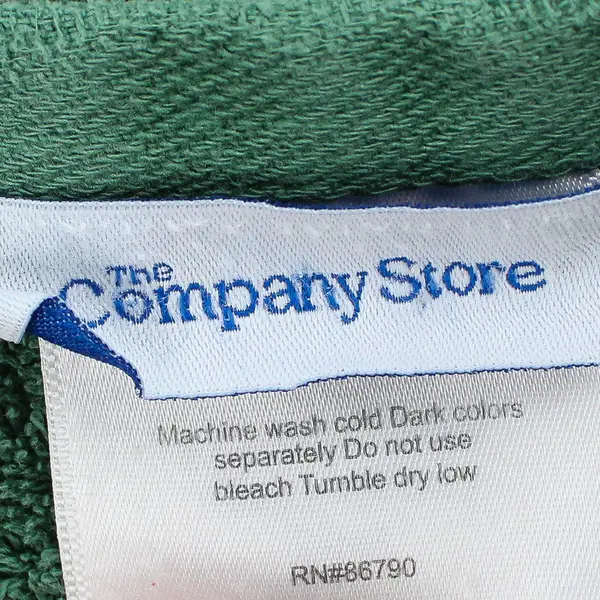 The
Company Store
Machine wash cold Dark colors
separately Do not use
bleach Tumble dry low
RN#86790